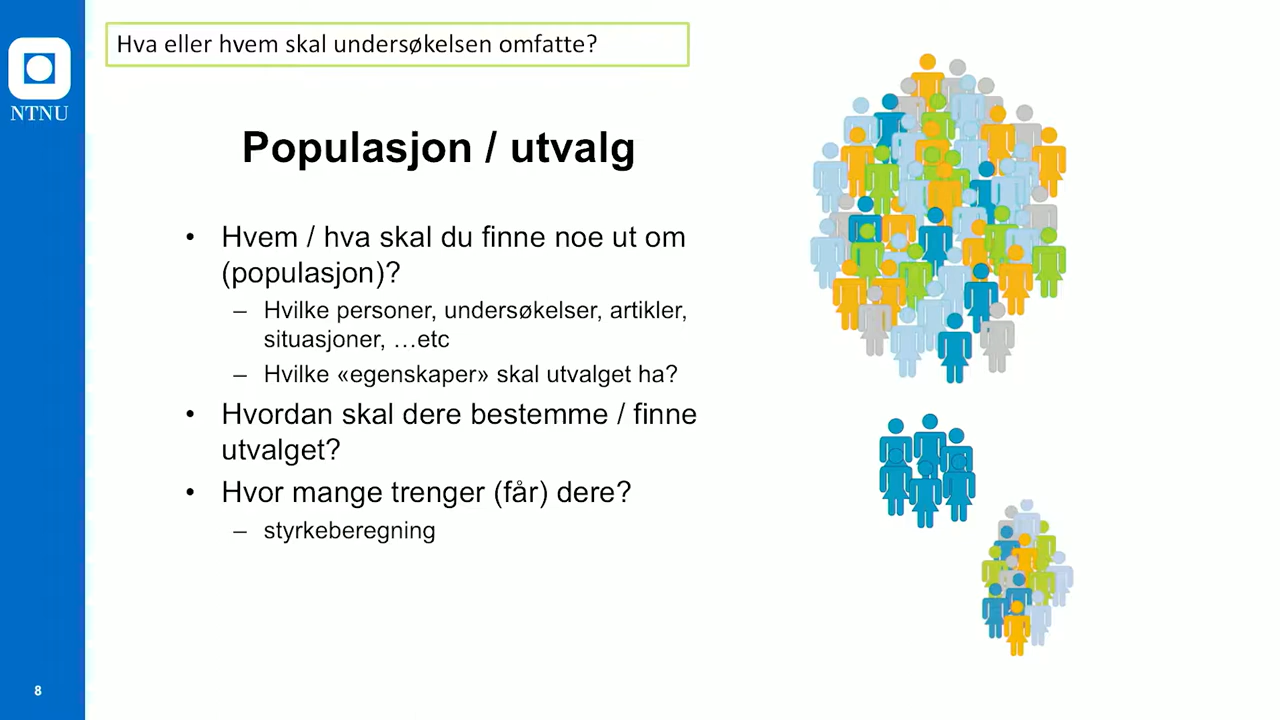 Hva eller hvem skal undersøkelsen omfatte?
NTNU
Populasjon / utvalg
• Hvem / hva skal du finne noe ut om
(populasjon)?
– Hvilke personer, undersøkelser, artikler,
situasjoner, …etc
– Hvilke «egenskaper» skal utvalget ha?
• Hvordan skal dere bestemme / finne
utvalget?
• Hvor mange trenger (får) dere?
– styrkeberegning
8